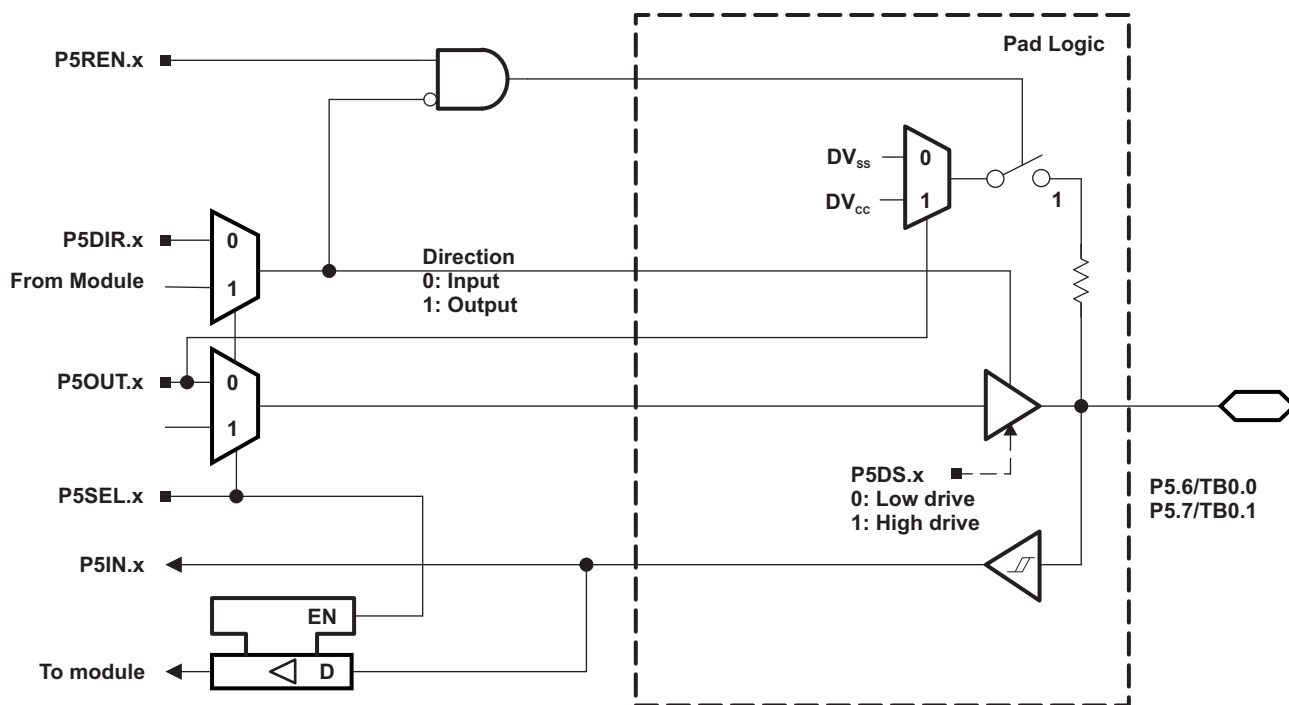 Pad Logic
P5REN.x
DVSS
0
DVCC
1
1
P5DIR.x
0
From Module
1
Direction
0: Input
1: Output
P5OUT.x
0
1
P5SEL.x
P5DS.x
0: Low drive
1: High drive
P5.6/TB0.0
P5.7/TB0.1
P5IN.x
EN
To module
D